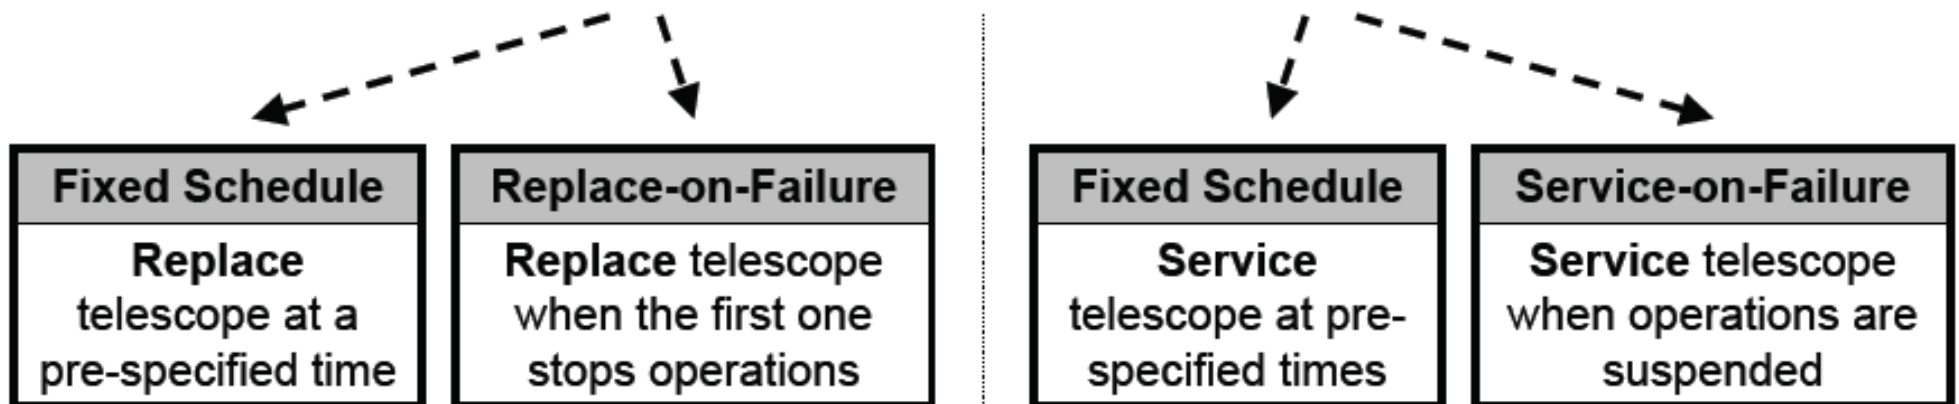 Fixed Schedule
Replace
telescope at a
pre-specified time
Replace-on-Failure
Replace telescope
when the first one
stops operations
Fixed Schedule
Service
telescope at pre-
specified times
Service-on-Failure
Service telescope
when operations are
suspended